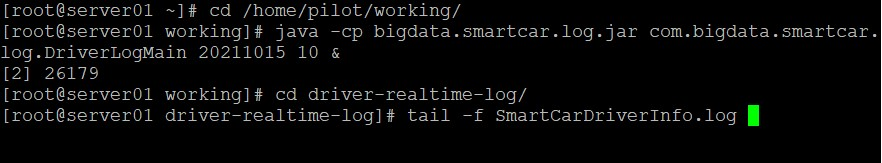 [root@server01 ~]# cd /home/pilot/working/
[root@server01 working]# java -cp bigdata.smartcar.log.jar com.bigdata.smartcar.
log.DriverLogMain 20211015 10 &
[2] 26179
[root@server01 working]# cd driver-realtime-log/
[root@server01 driver-realtime-log]# tail -f SmartCarDriverInfo.log